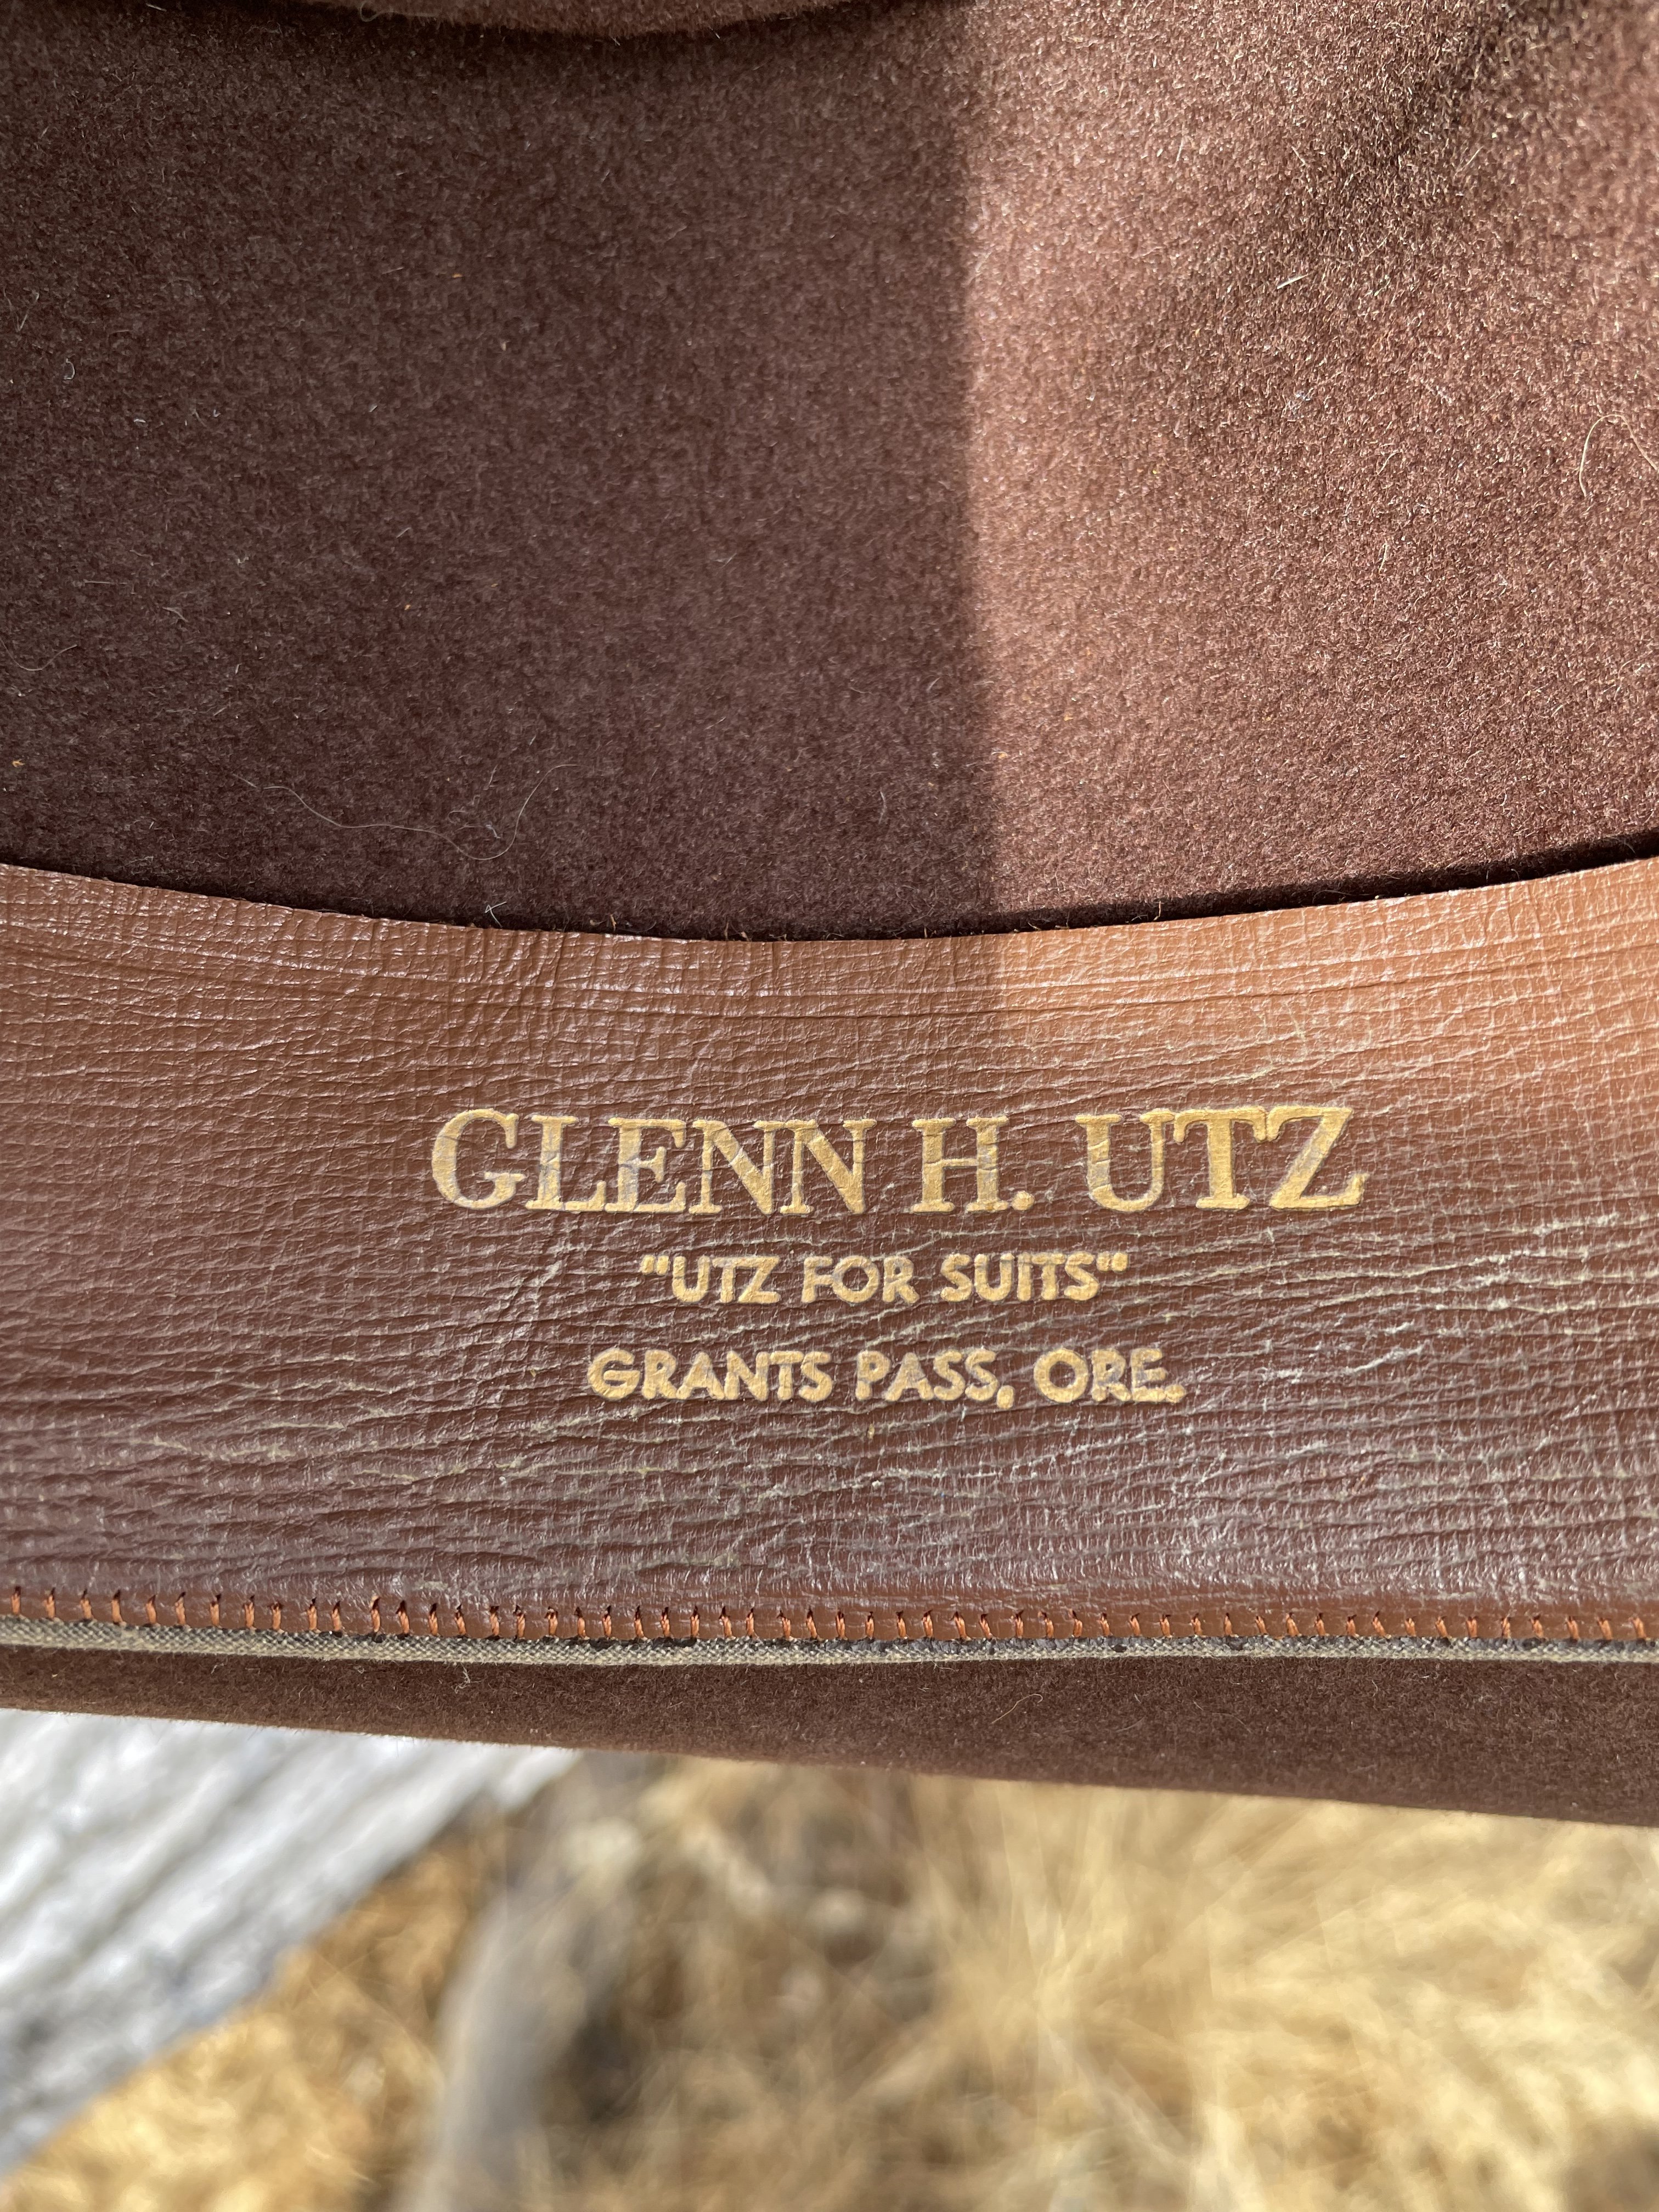 GLENN H. UTZ
"UTZ FOR SUITS"
GRANTS PASS, ORE.